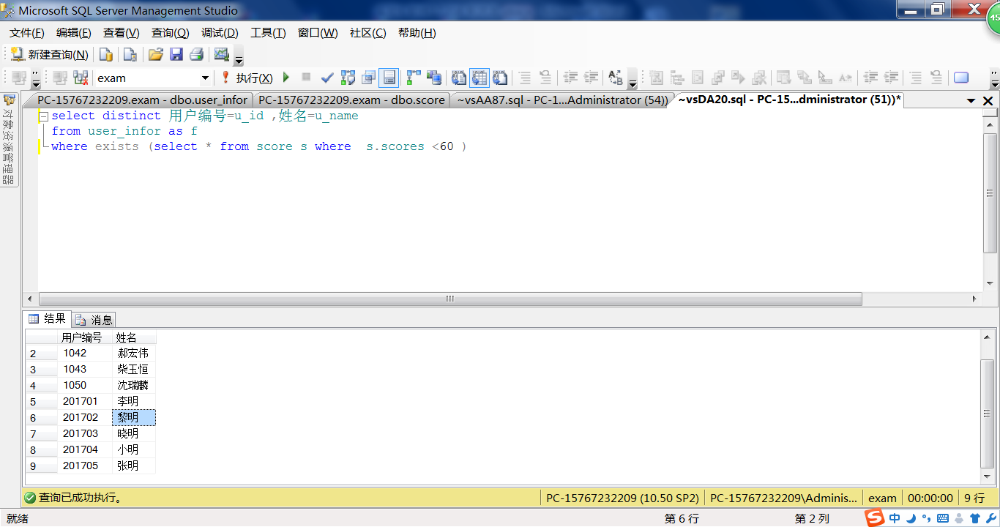 Microsoft SQL Server Management Studio
45
文件(F) 编辑(E) 查看(V) 查询(Q) 调试(D) 工具(T) 窗口(W) 社区(C) 帮助(H)
新建查询(N)
exam 执行(X)
PC-15767232209.exam - dbo.user_infor PC-15767232209.exam - dbo.score ~vsAA87.sql - PC-1...Administrator (54)) ~vsDA20.sql - PC-15...dministrator (51))*
对象资源管理器
select distinct 用户编号=u_id ,姓名=u_name
from user_infor as f
where exists (select * from score s where s.scores <60 )
结果 消息
用户编号 姓名
2 1042 郝宏伟
3 1043 柴玉恒
4 1050 沈瑞麟
5 201701 李明
6 201702 黎明
7 201703 晓明
8 201704 小明
9 201705 张明
查询已成功执行。 PC-15767232209 (10.50 SP2) PC-15767232209\Adminis... exam 00:00:00 9 行
就绪 第 6 行 第 2 列 S 中